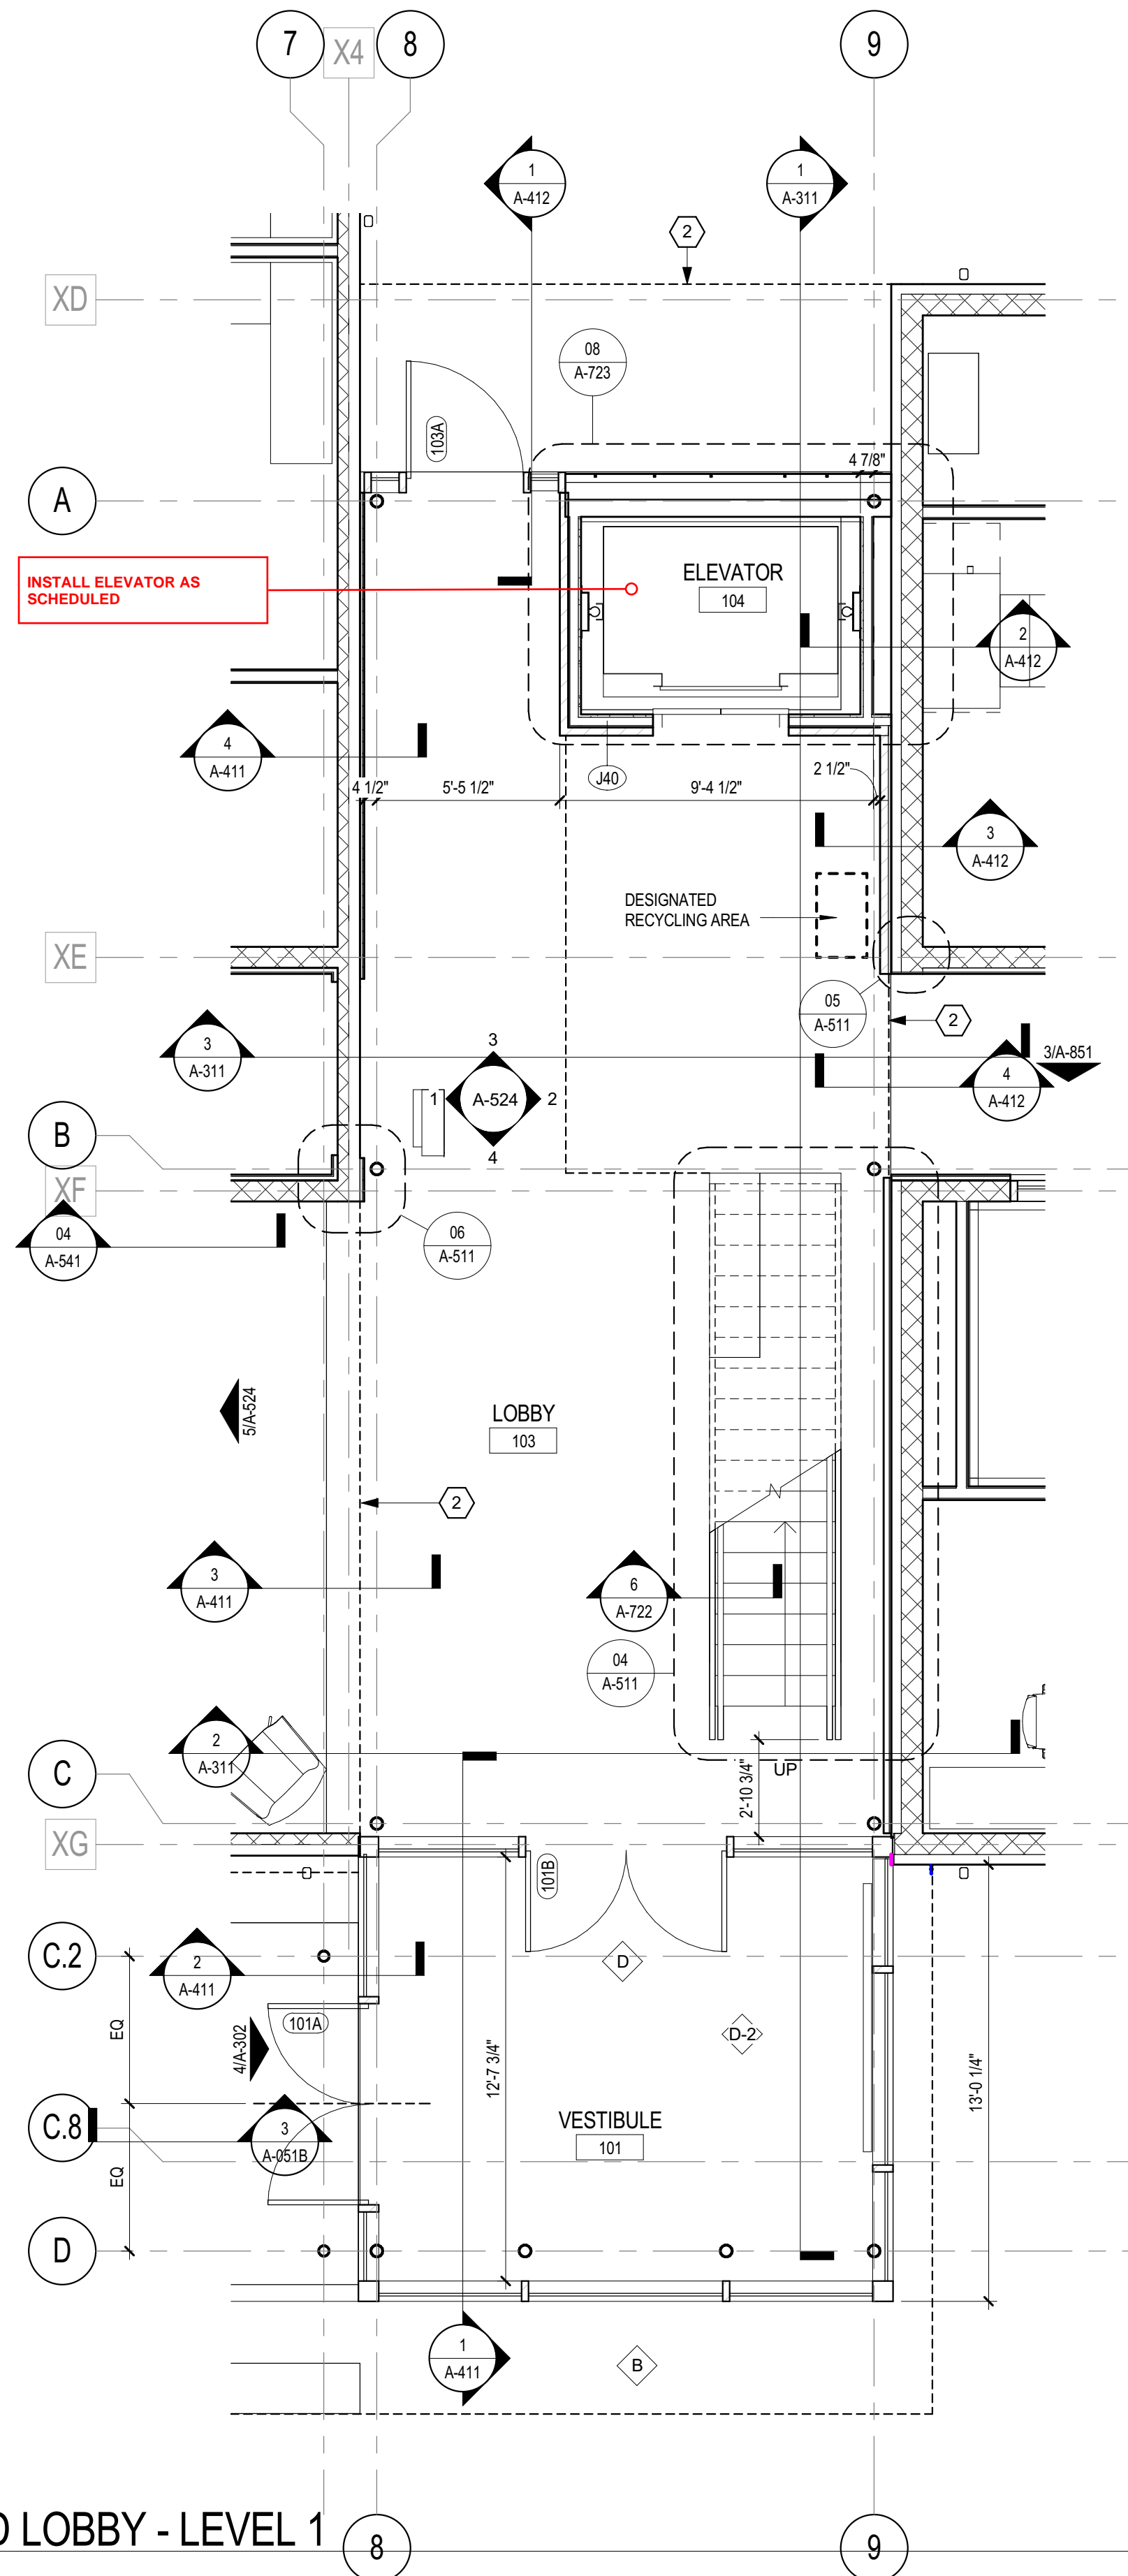 7
X4
8
9
1
A-412
1
A-311
2
XD
08
A-723
103A
4 7/8"
A
INSTALL ELEVATOR AS
SCHEDULED
ELEVATOR
104
2
A-412
4
A-411
J40
2 1/2"
4 1/2"
5'-5 1/2"
9'-4 1/2"
3
A-412
DESIGNATED
RECYCLING AREA
XE
05
A-511
2
3
A-311
3
1
A-524
2
4
3/A-851
4
A-412
B
XF
04
A-541
06
A-511
5/A-524
LOBBY
103
2
3
A-411
6
A-722
04
A-511
2
A-311
C
UP
2'-10 3/4"
XG
101B
C.2
2
A-411
D
EQ
101A
4/A-302
D-2
12'-7 3/4"
13'-0 1/4"
C.8
3
A-051B
VESTIBULE
101
EQ
D
1
A-411
B
LOBBY - LEVEL 1
8
9